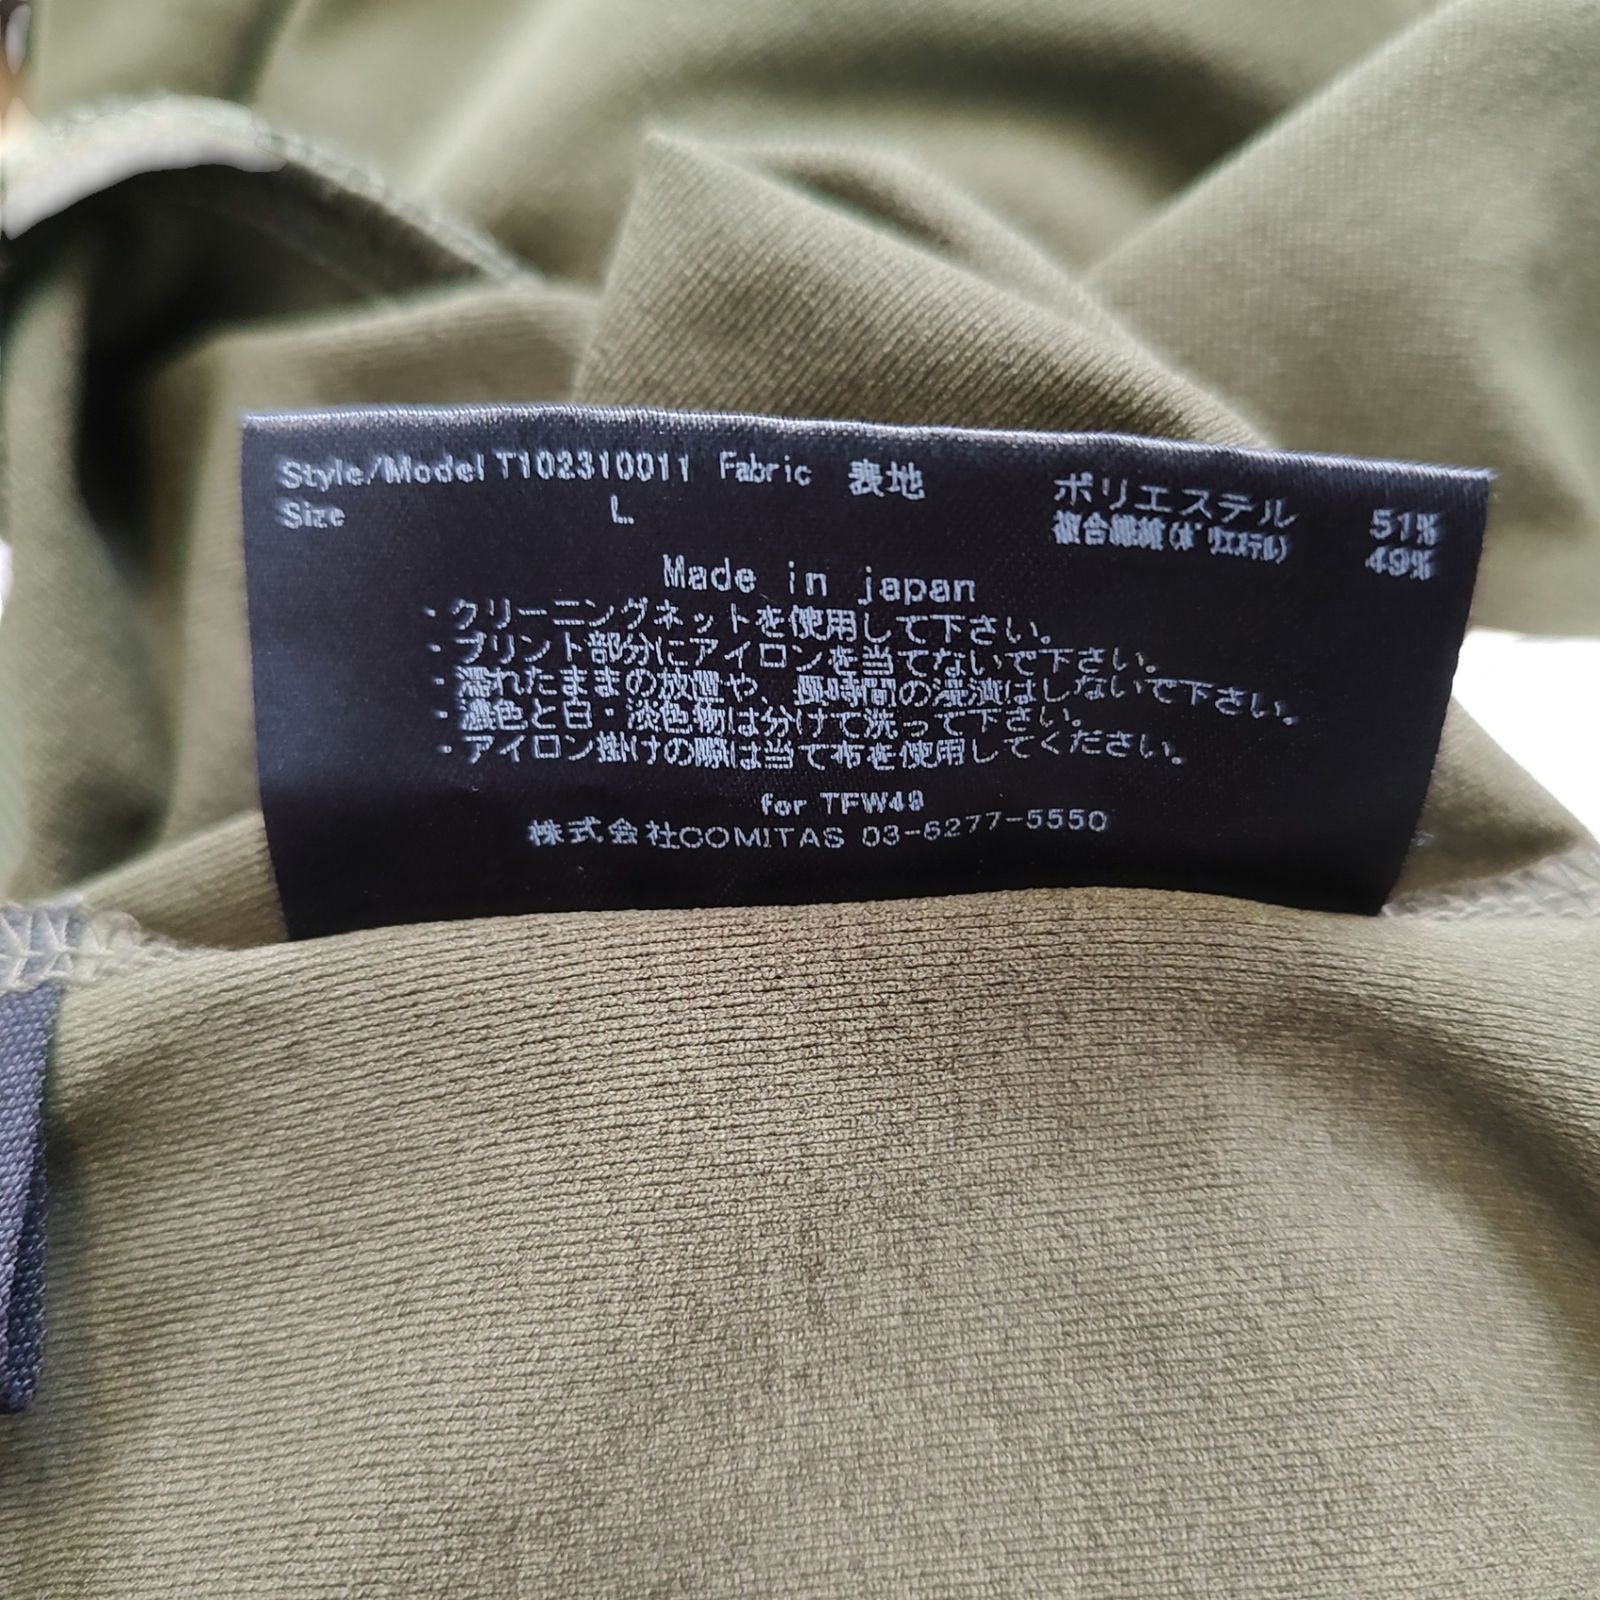 Style/Model T102310011 Fabric 表地 ポリエステル 51%
Size L 複合繊維(ポリエステル) 49%
Made in japan
・クリーニングネットを使用して下さい。
・プリント部分にアイロンを当てないで下さい。
・濡れたままの放置や、長時間の浸漬はしないで下さい。
・濃色と白・淡色物は分けて洗って下さい。
・アイロン掛けの際は当て布を使用してください。
for TFW49
株式会社COMITAS 03-6277-5550